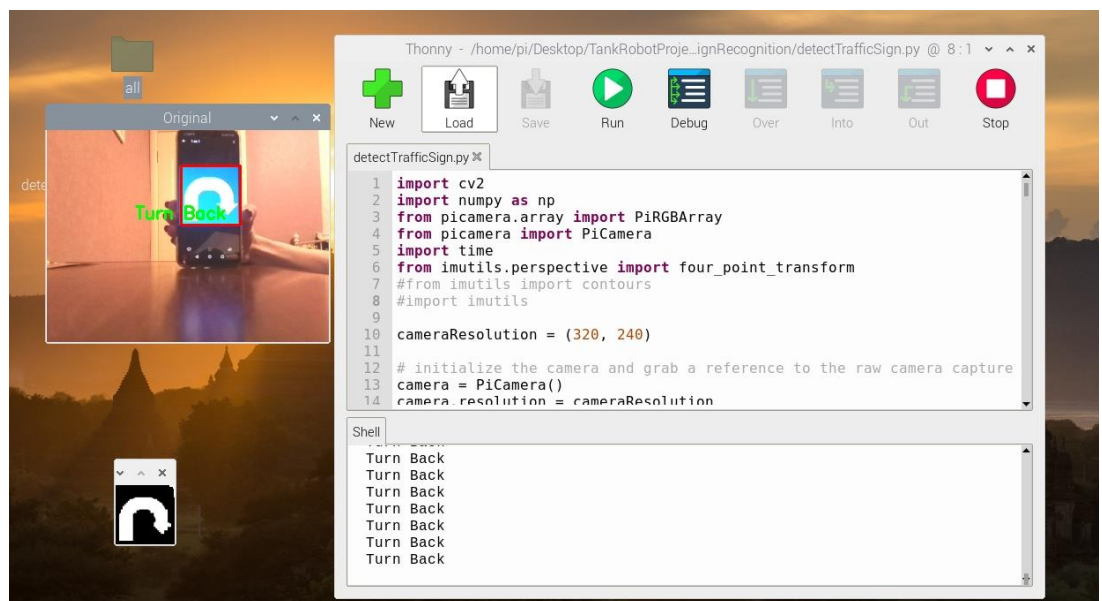 all
Original
dete
Turn Back
Thonny - /home/pi/Desktop/TankRobotProje...ignRecognition/detectTrafficSign.py @ 8:1
New Load Save Run Debug Over Into Out Stop
detectTrafficSign.py
1 import cv2
2 import numpy as np
3 from picamera.array import PiRGBArray
4 from picamera import PiCamera
5 import time
6 from imutils.perspective import four_point_transform
7 #from imutils import contours
8 #import imutils
9
10 cameraResolution = (320, 240)
11
12 # initialize the camera and grab a reference to the raw camera capture
13 camera = PiCamera()
14 camera.resolution = cameraResolution
Shell
Turn Back
Turn Back
Turn Back
Turn Back
Turn Back
Turn Back
Turn Back
Turn Back